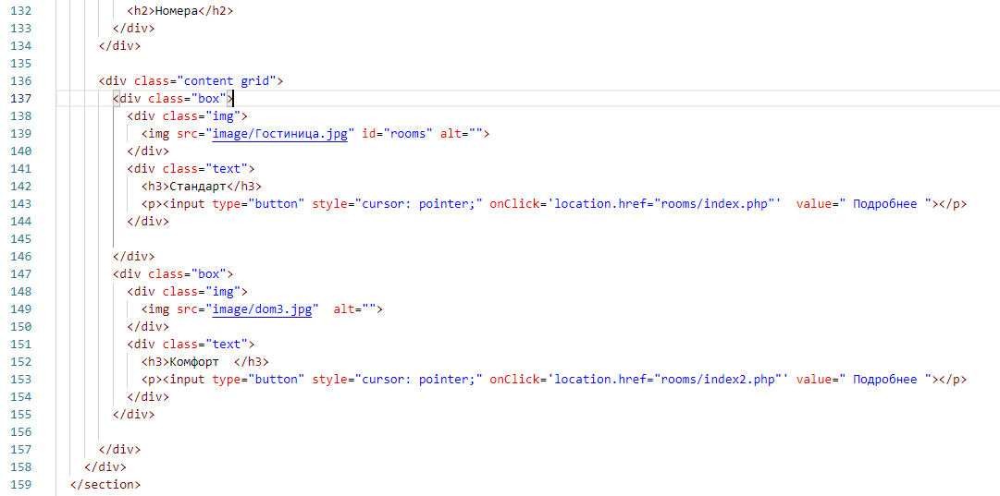 132 <h2>Номера</h2>
133 </div>
134 </div>
135
136 <div class="content grid">
137 <div class="box">
138 <div class="img">
139 <img src="image/Гостиница.jpg" id="rooms" alt="">
140 </div>
141 <div class="text">
142 <h3>Стандарт</h3>
143 <p><input type="button" style="cursor: pointer;" onClick='location.href="rooms/index.php"'  value=" Подробнее "></p>
144 </div>
145
146 </div>
147 <div class="box">
148 <div class="img">
149 <img src="image/dom3.jpg"  alt="">
150 </div>
151 <div class="text">
152 <h3>Комфорт  </h3>
153 <p><input type="button" style="cursor: pointer;" onClick='location.href="rooms/index2.php"' value=" Подробнее "></p>
154 </div>
155 </div>
156
157 </div>
158 </div>
159 </section>